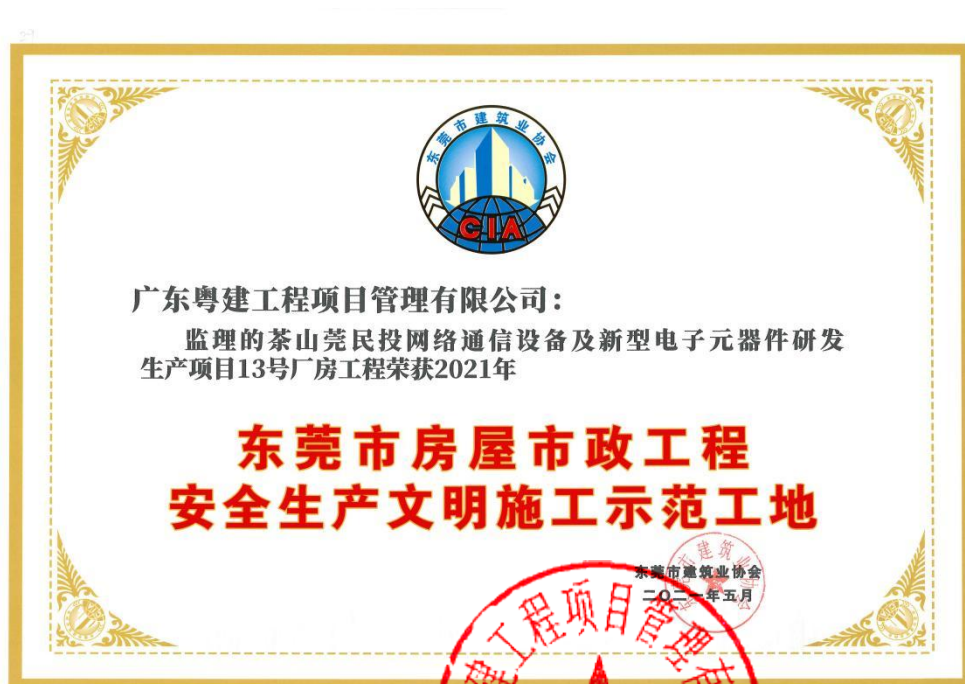 东莞市建筑业协会
CIA
广东粤建工程项目管理有限公司：
监理的茶山莞民投网络通信设备及新型电子元器件研发
生产项目13号厂房工程荣获2021年
东莞市房屋市政工程
安全生产文明施工示范工地
东莞市建筑业协会
二〇二一年五月
建工程项目管理有